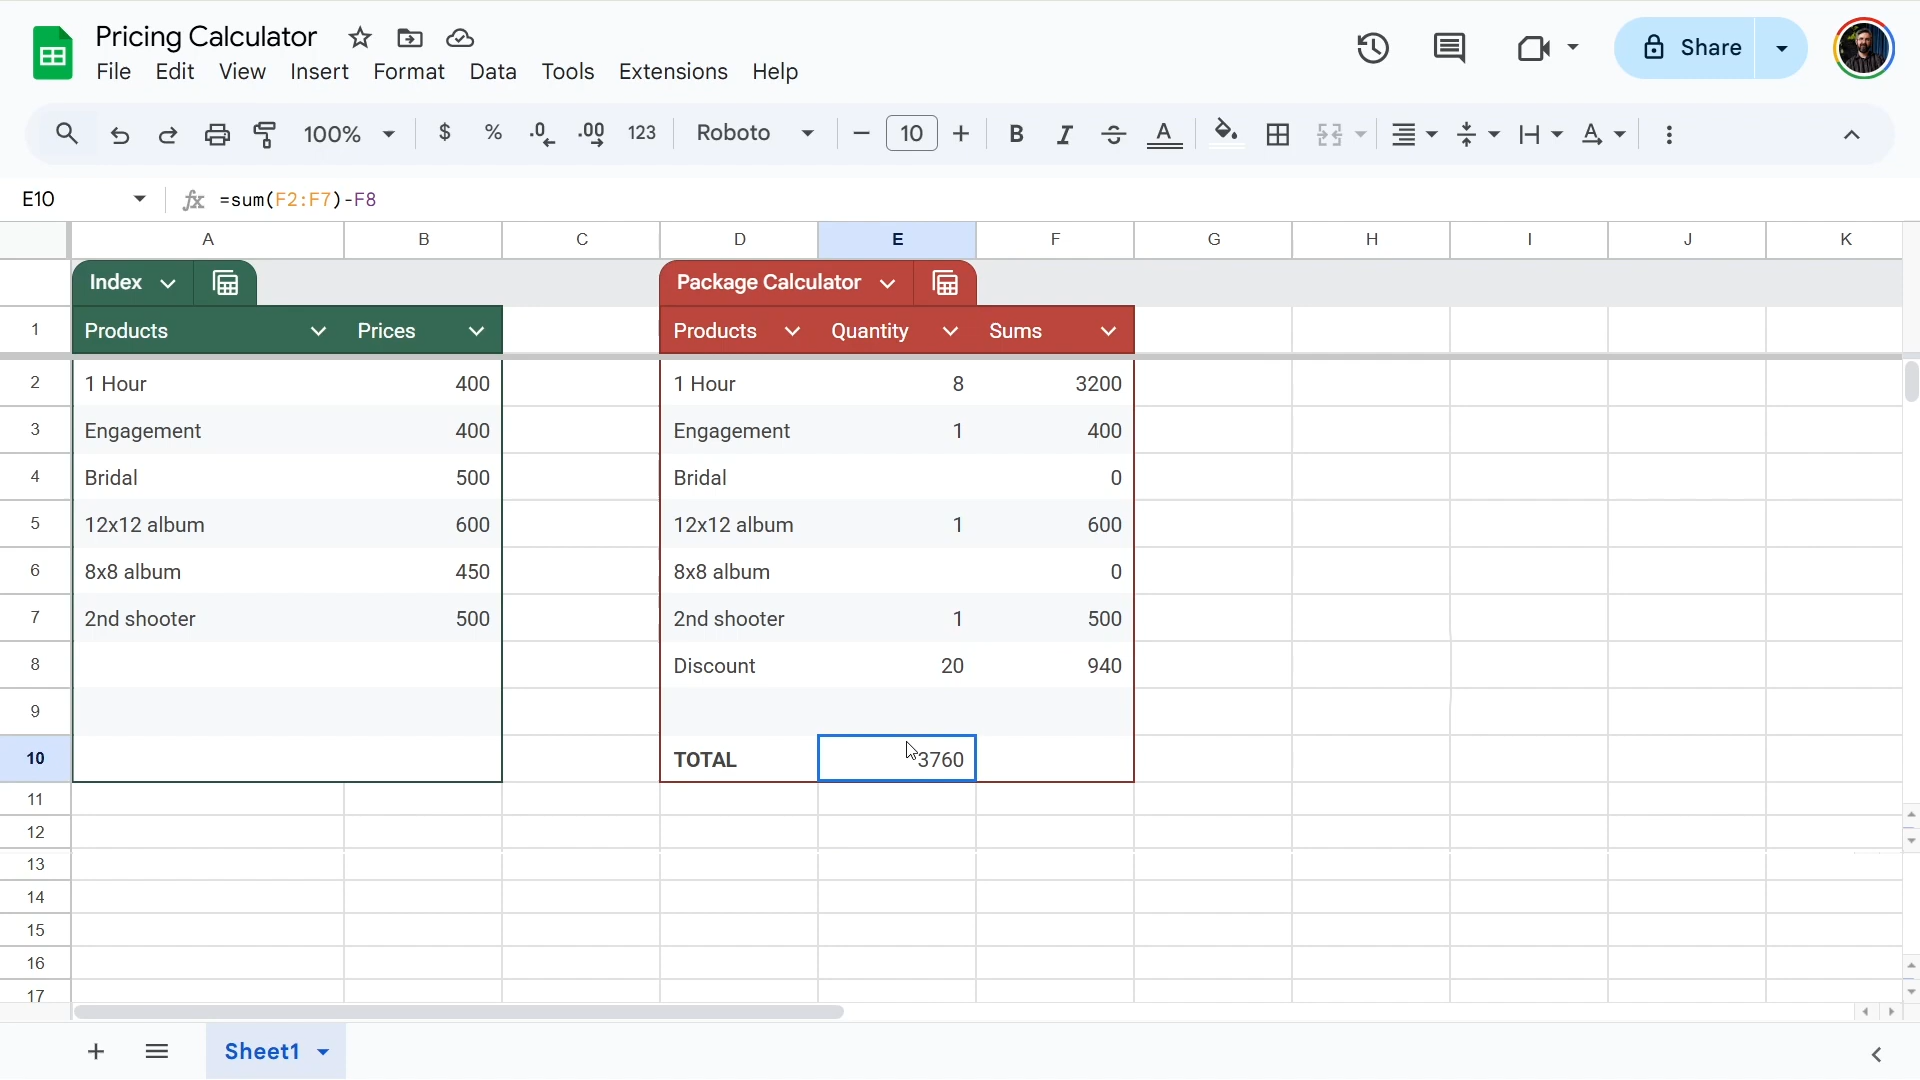 Pricing Calculator
File Edit View Insert Format Data Tools Extensions Help
Share
100% $ % .0 .00 123 Roboto 10 B I A
E10 fx =sum(F2:F7)-F8
A B C D E F G H I J K
Index Package Calculator
1 Products Prices Products Quantity Sums
2 1 Hour 400 1 Hour 8 3200
3 Engagement 400 Engagement 1 400
4 Bridal 500 Bridal 0
5 12x12 album 600 12x12 album 1 600
6 8x8 album 450 8x8 album 0
7 2nd shooter 500 2nd shooter 1 500
8 Discount 20 940
9
10 TOTAL 3760
11
12
13
14
15
16
17
Sheet1